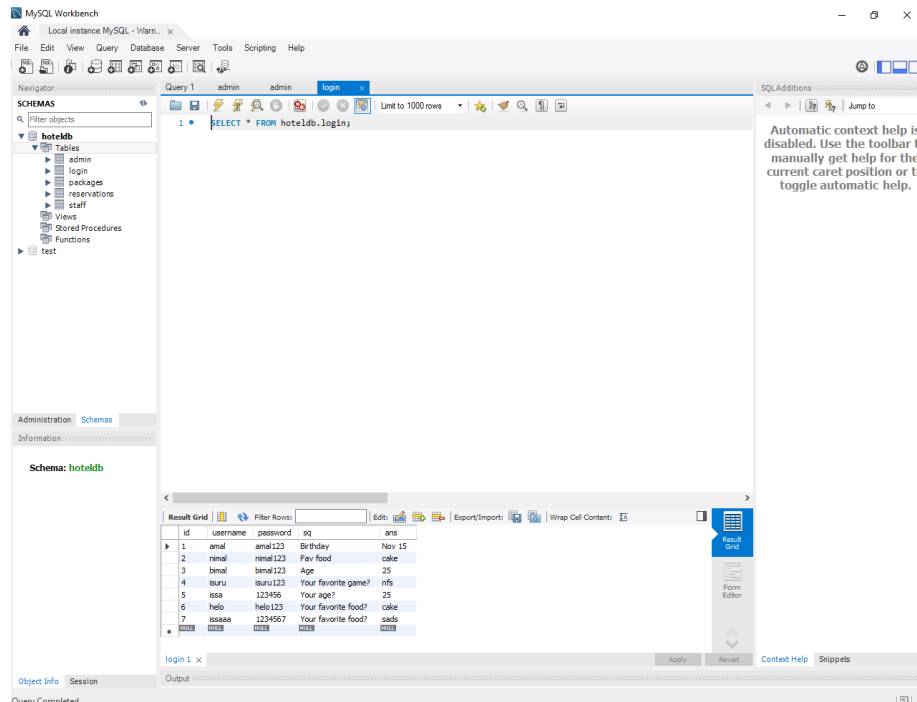 MySQL Workbench
Local instance MySQL - Warn..
File Edit View Query Database Server Tools Scripting Help
Navigator
SCHEMAS
Filter objects
hoteldb
Tables
admin
login
packages
reservations
staff
Views
Stored Procedures
Functions
test
Administration Schemas
Information
Schema: hoteldb
Object Info Session
Query Completed
Query 1 admin admin login
Limit to 1000 rows
1 SELECT * FROM hoteldb.login;
Result Grid Filter Rows: Edit: Export/Import: Wrap Cell Content:
id username password sq ans
1 amal amal123 Birthday Nov 15
2 nimal nimal123 Fav food cake
3 bimal bimal123 Age 25
4 isuru isuru123 Your favorite game? nfs
5 issa 123456 Your age? 25
6 helo helo123 Your favorite food? cake
7 issaaa 1234567 Your favorite food? sads
NULL NULL NULL NULL NULL
Result
Grid
Form
Editor
login 1 Apply Revert
Output
SQLAdditions
Jump to
Automatic context help is
disabled. Use the toolbar t
manually get help for the
current caret position or t
toggle automatic help.
Context Help Snippets